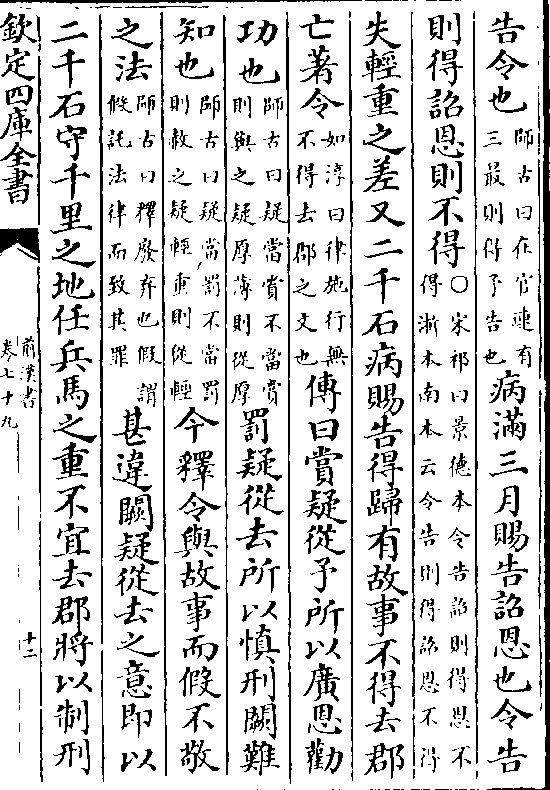 告令也師古曰在官連有三最則得予告也病滿三月賜告詔恩也令告
則得詔恩則不得○宋祁曰景德本令告詔則得恩不得浙本南本云令告則得詔恩不得
失輕重之差又二千石病賜告得歸有故事不得去郡
亡著令如淳曰律施行無不得去郡之文也傳曰賞疑從予所以廣恩勸
功也師古曰疑當賞不當賞則與之疑厚薄則從厚罰疑從去所以慎刑闕難
知也師古曰疑當罰不當罰則赦之疑輕重則從輕今釋令與故事而假不敬
之法師古曰釋廢弃也假謂假託法律而致其罪甚違闕疑從去之意即以
二千石守千里之地任兵馬之重不宜去郡將以制刑
欽定四庫全書
前漢書
卷七十九
十二